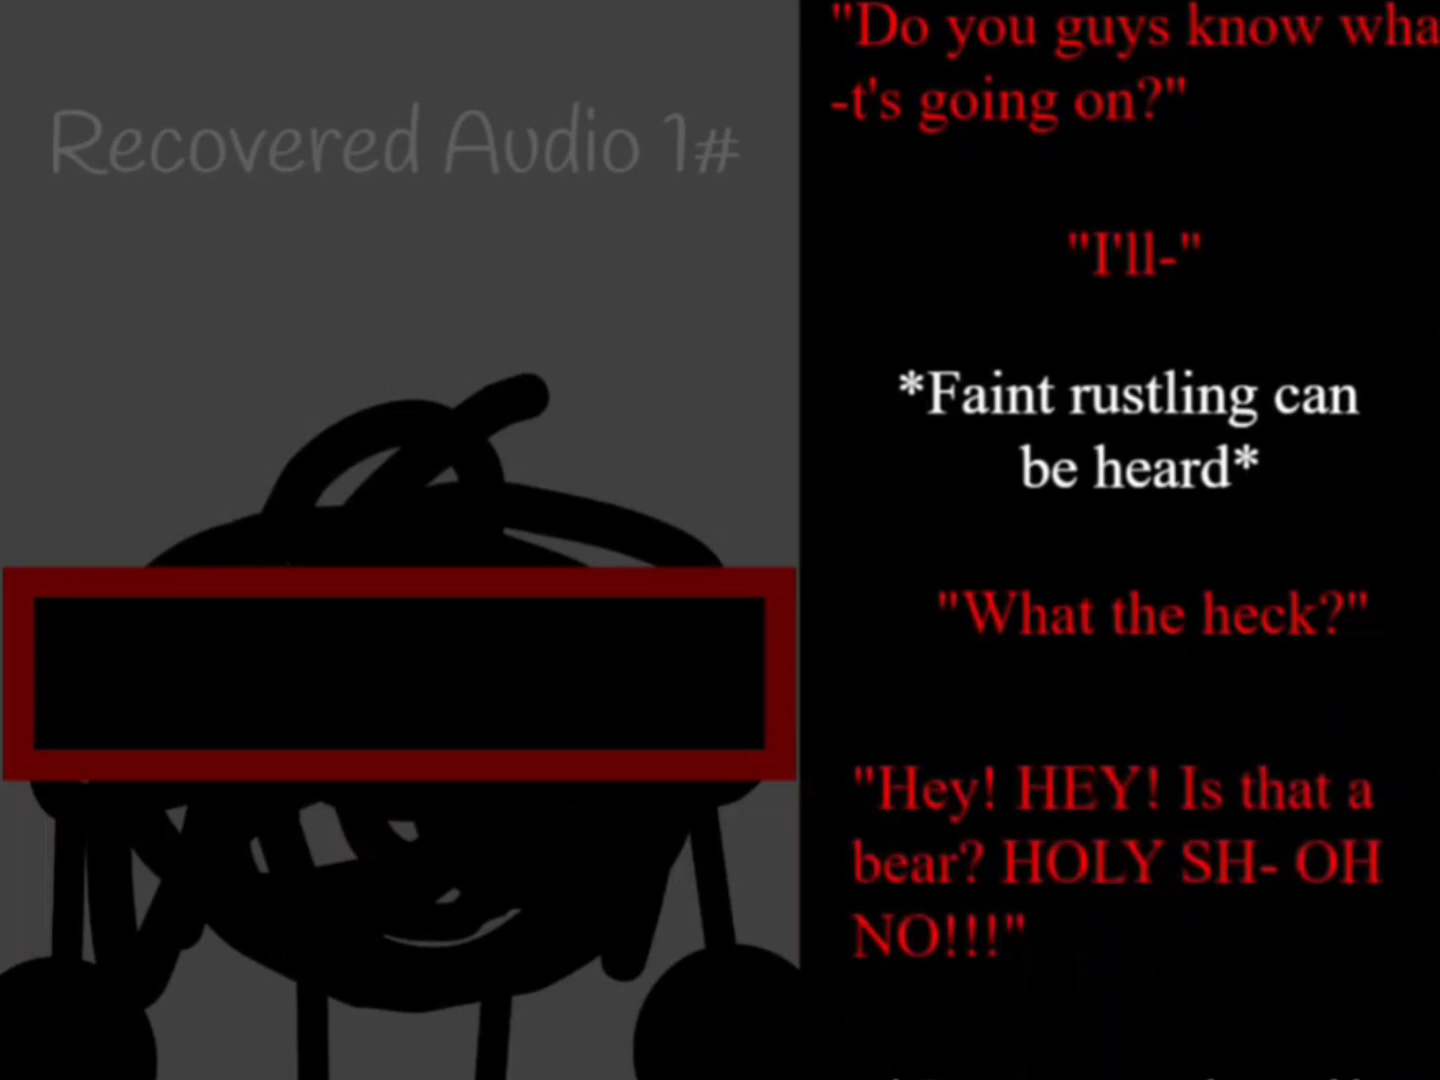 Recovered Audio 1#
"Do you guys know wha
-t's going on?"
"I'll-"
*Faint rustling can
be heard*
"What the heck?"
"Hey! HEY! Is that a
bear? HOLY SH- OH
NO!!!"